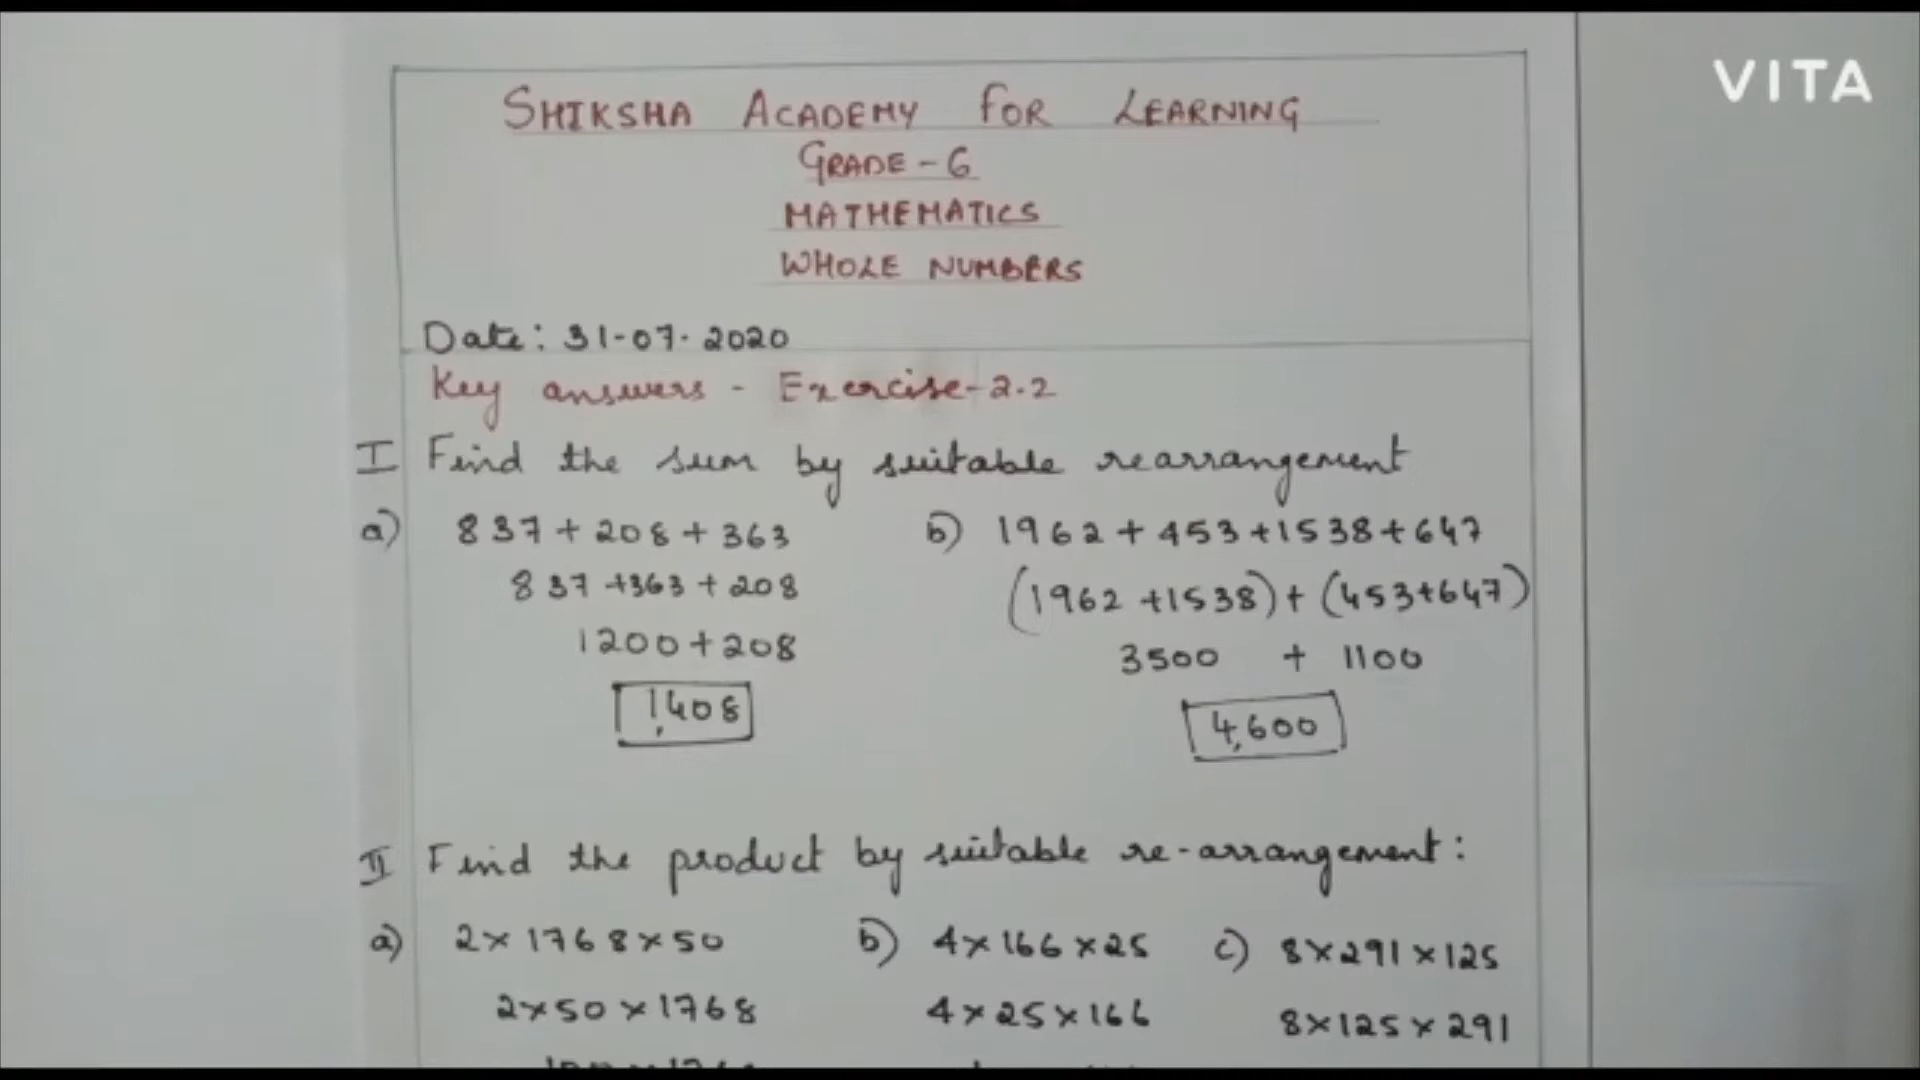 VITA
SHIKSHA ACADEMY FOR LEARNING
GRADE - 6
MATHEMATICS
WHOLE NUMBERS
Date: 31-07-2020
Key answers - Exercise-2.2
I Find the sum by suitable rearrangement
a) 837 + 208 + 363 b) 1962 + 453 + 1538 + 647
837 + 363 + 208 (1962 + 1538) + (453 + 647)
1200 + 208 3500 + 1100
1,408 4,600
II Find the product by suitable re-arrangement:
a) 2 × 1768 × 50 b) 4 × 166 × 25 c) 8 × 291 × 125
2 × 50 × 1768 4 × 25 × 166 8 × 125 × 291